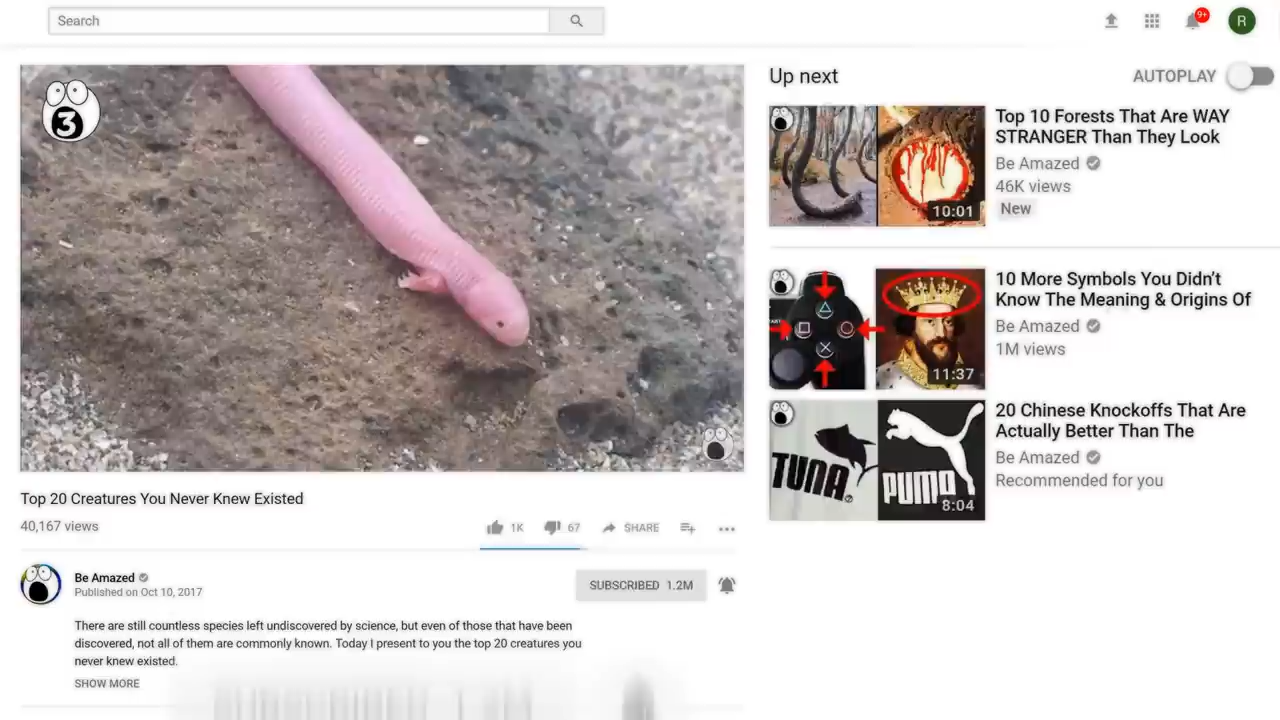 Search
9+
R
3
Up next
AUTOPLAY
Top 10 Forests That Are WAY
STRANGER Than They Look
Be Amazed
46K views
New
10:01
10 More Symbols You Didn't
Know The Meaning & Origins Of
Be Amazed
1M views
11:37
20 Chinese Knockoffs That Are
Actually Better Than The
Be Amazed
Recommended for you
TUNA
PUMA
8:04
Top 20 Creatures You Never Knew Existed
40,167 views
1K
67
SHARE
Be Amazed
Published on Oct 10, 2017
SUBSCRIBED 1.2M
There are still countless species left undiscovered by science, but even of those that have been
discovered, not all of them are commonly known. Today I present to you the top 20 creatures you
never knew existed.
SHOW MORE